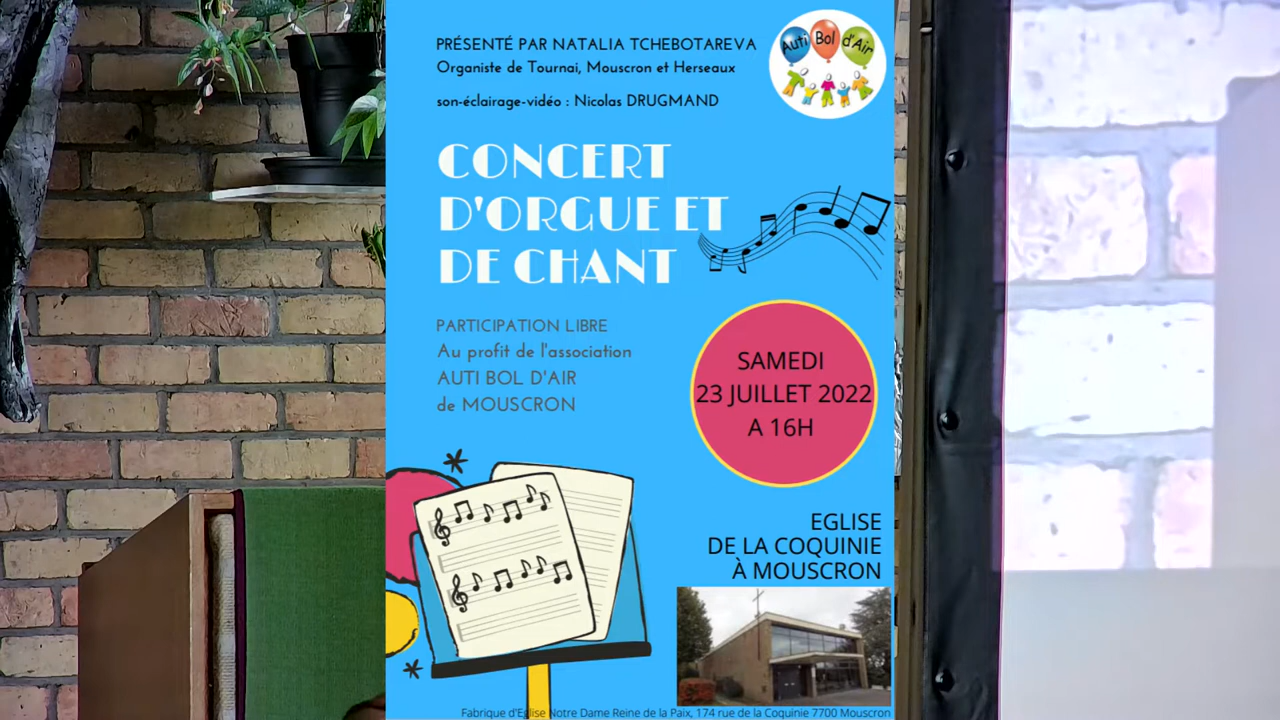 PRÉSENTÉ PAR NATALIA TCHEBOTAREVA
Organiste de Tournai, Mouscron et Herseaux
son-éclairage-vidéo : Nicolas DRUGMAND
Auti Bol d'Air
CONCERT
D'ORGUE ET
DE CHANT
PARTICIPATION LIBRE
Au profit de l'association
AUTI BOL D'AIR
de MOUSCRON
SAMEDI
23 JUILLET 2022
A 16H
EGLISE
DE LA COQUINIE
À MOUSCRON
Fabrique d'Eglise Notre Dame Reine de la Paix, 174 rue de la Coquinie 7700 Mouscron